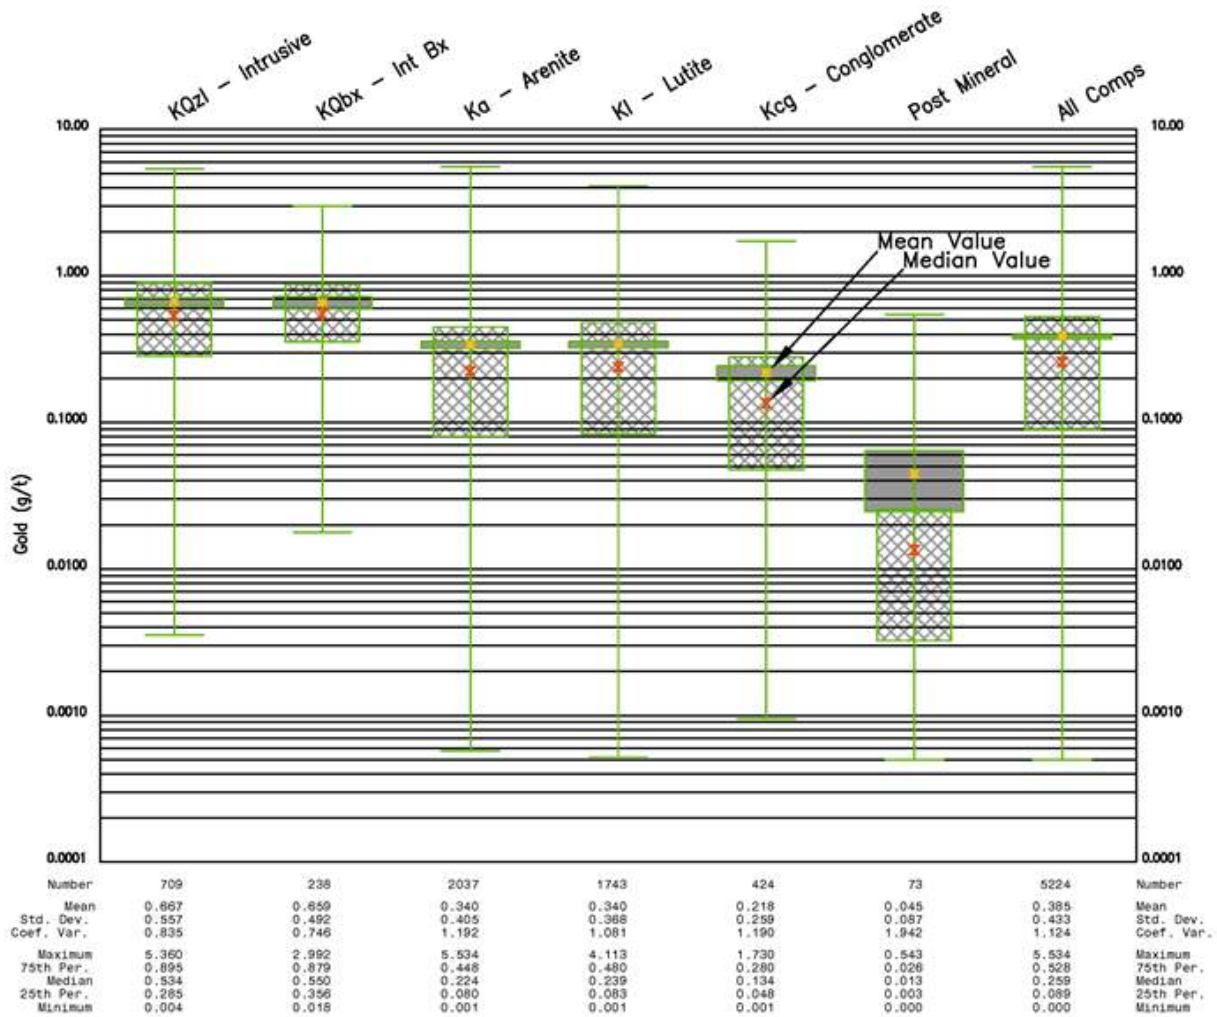 KQzl - Intrusive KQbx - Int Bx Ka - Arenite Kl - Lutite Kcg - Conglomerate Post Mineral All Comps
10.00 10.00
Mean Value
1.000 Median Value 1.000
0.1000 0.1000
Gold (g/t)
0.0100 0.0100
0.0010 0.0010
0.0001 0.0001
Number 709 238 2037 1743 424 73 5224 Number
Mean 0.667 0.659 0.340 0.340 0.218 0.045 0.385 Mean
Std. Dev. 0.557 0.492 0.405 0.368 0.259 0.087 0.433 Std. Dev.
Coef. Var. 0.835 0.746 1.192 1.081 1.190 1.942 1.124 Coef. Var.
Maximum 5.360 2.992 5.534 4.113 1.730 0.543 5.534 Maximum
75th Per. 0.895 0.879 0.448 0.480 0.280 0.026 0.528 75th Per.
Median 0.534 0.550 0.224 0.239 0.134 0.013 0.259 Median
25th Per. 0.285 0.356 0.080 0.083 0.048 0.003 0.089 25th Per.
Minimum 0.004 0.018 0.001 0.001 0.001 0.000 0.000 Minimum